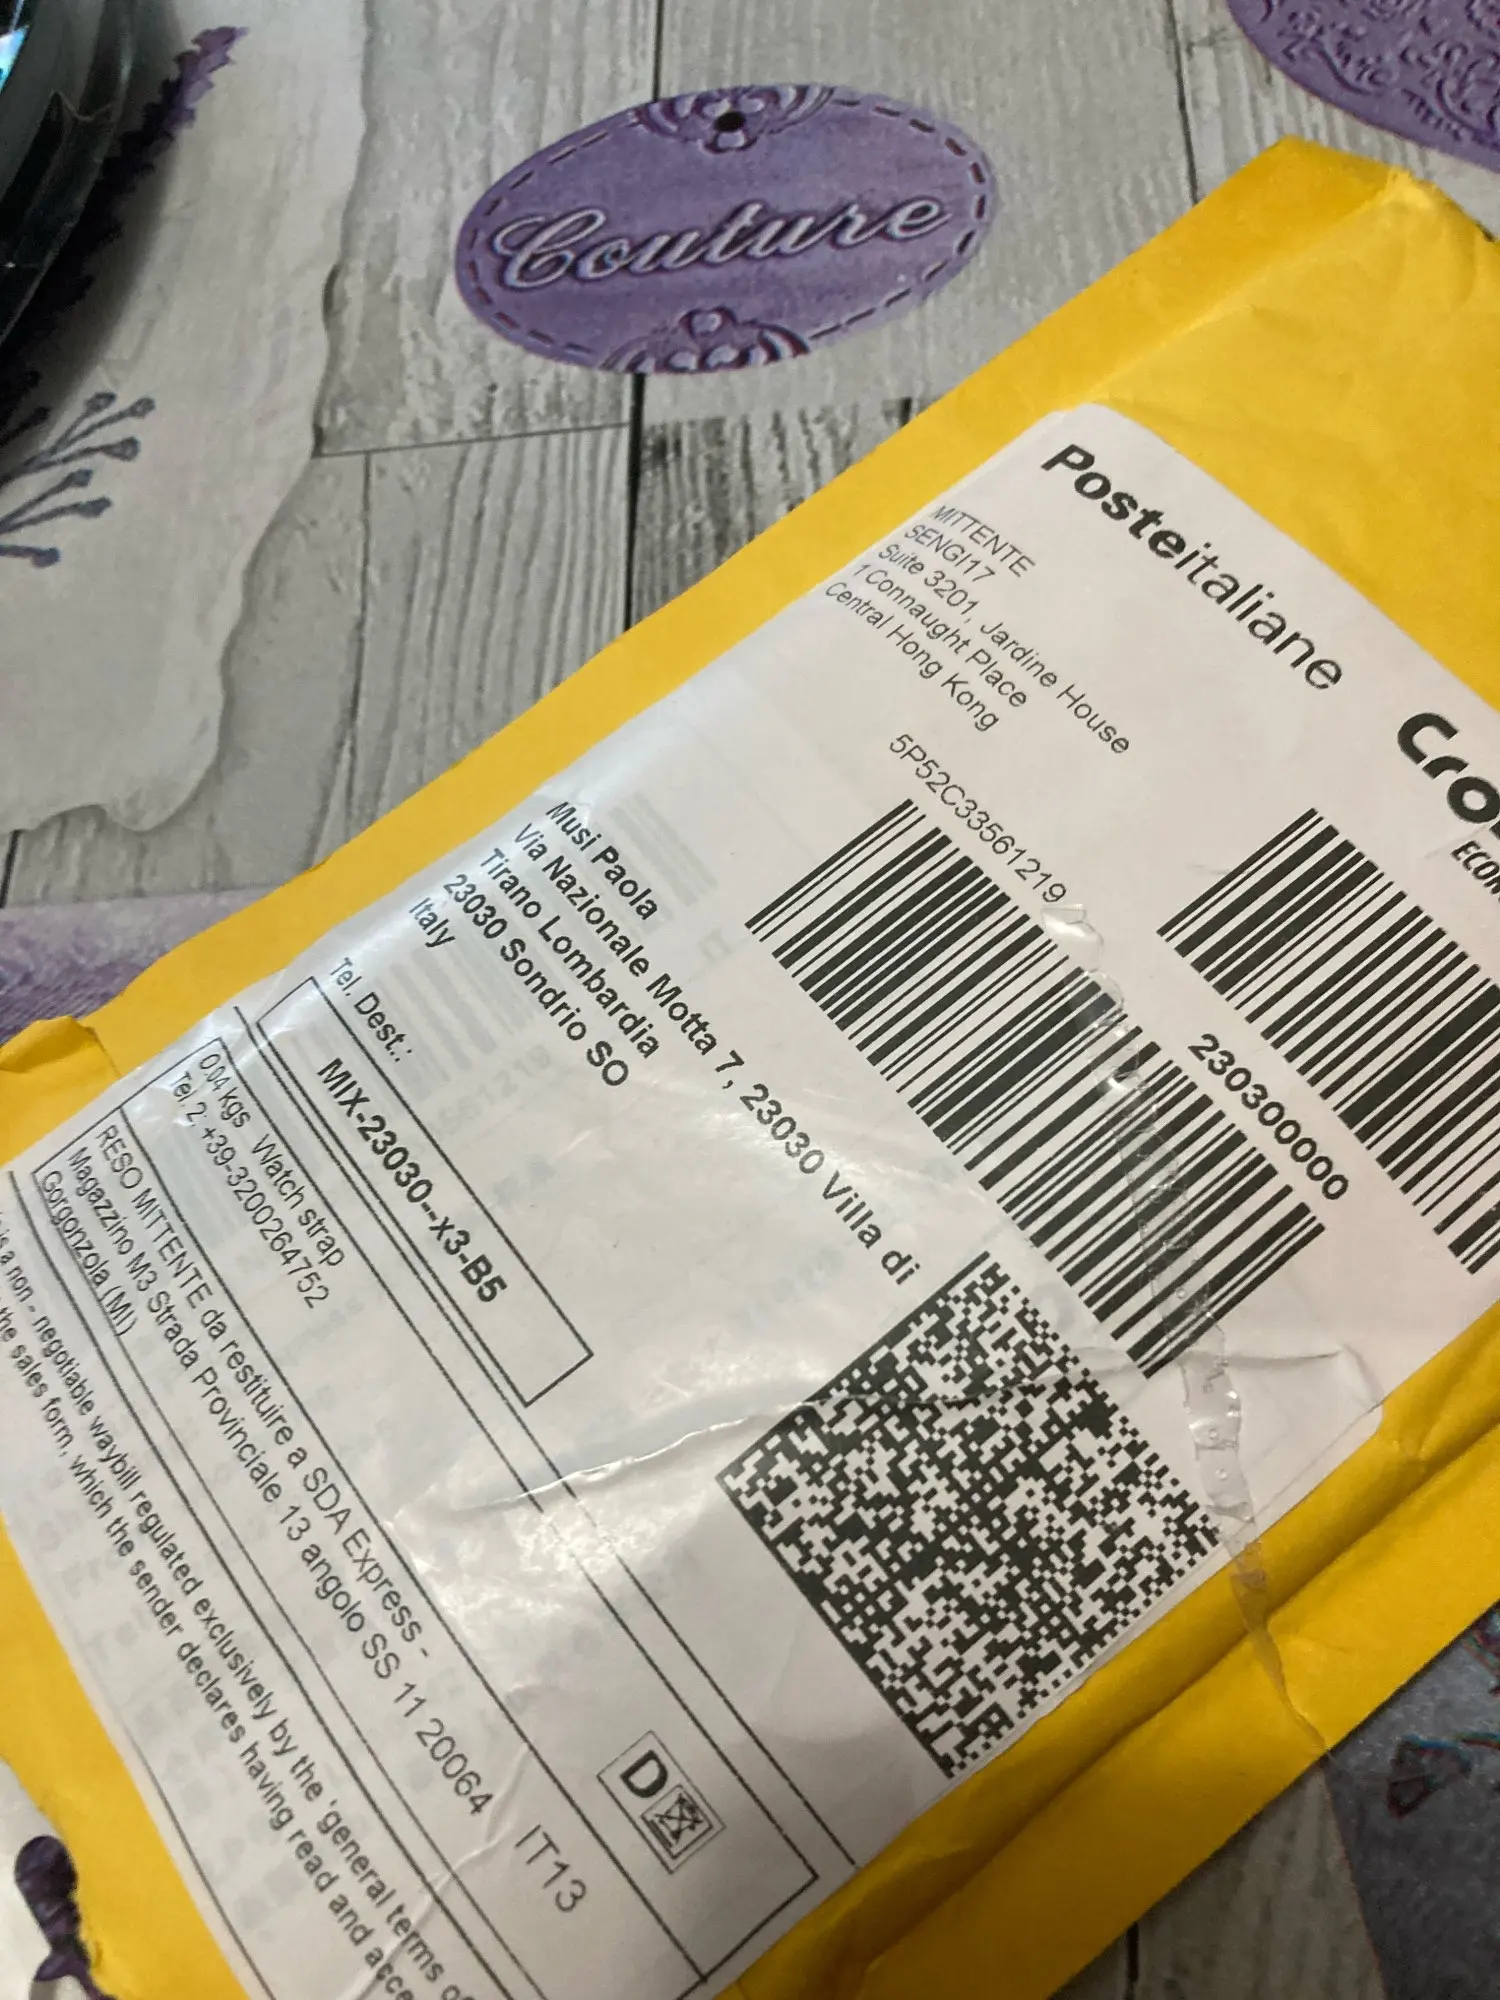 Couture
Posteitaliane
MITTENTE
SENGI17
Suite 3201, Jardine House
1 Connaught Place
Central Hong Kong
Cro
ECON
5P52C33561219
230300000
Musi Paola
Via Nazionale Motta 7, 23030 Villa di
Tirano Lombardia
23030 Sondrio SO
Italy
Tel. Dest.:
MIX-23030--x3-B5
0.04 kgs Watch strap
Tel. 2: +39-3200264752
RESO MITTENTE da restituire a SDA Express -
Magazzino M3 Strada Provinciale 13 angolo SS 11 20064
Gorgonzola (MI)
D
IT13
is a non - negotiable waybill regulated exclusively by the 'general terms of
the sales form, which the sender declares having read and acce